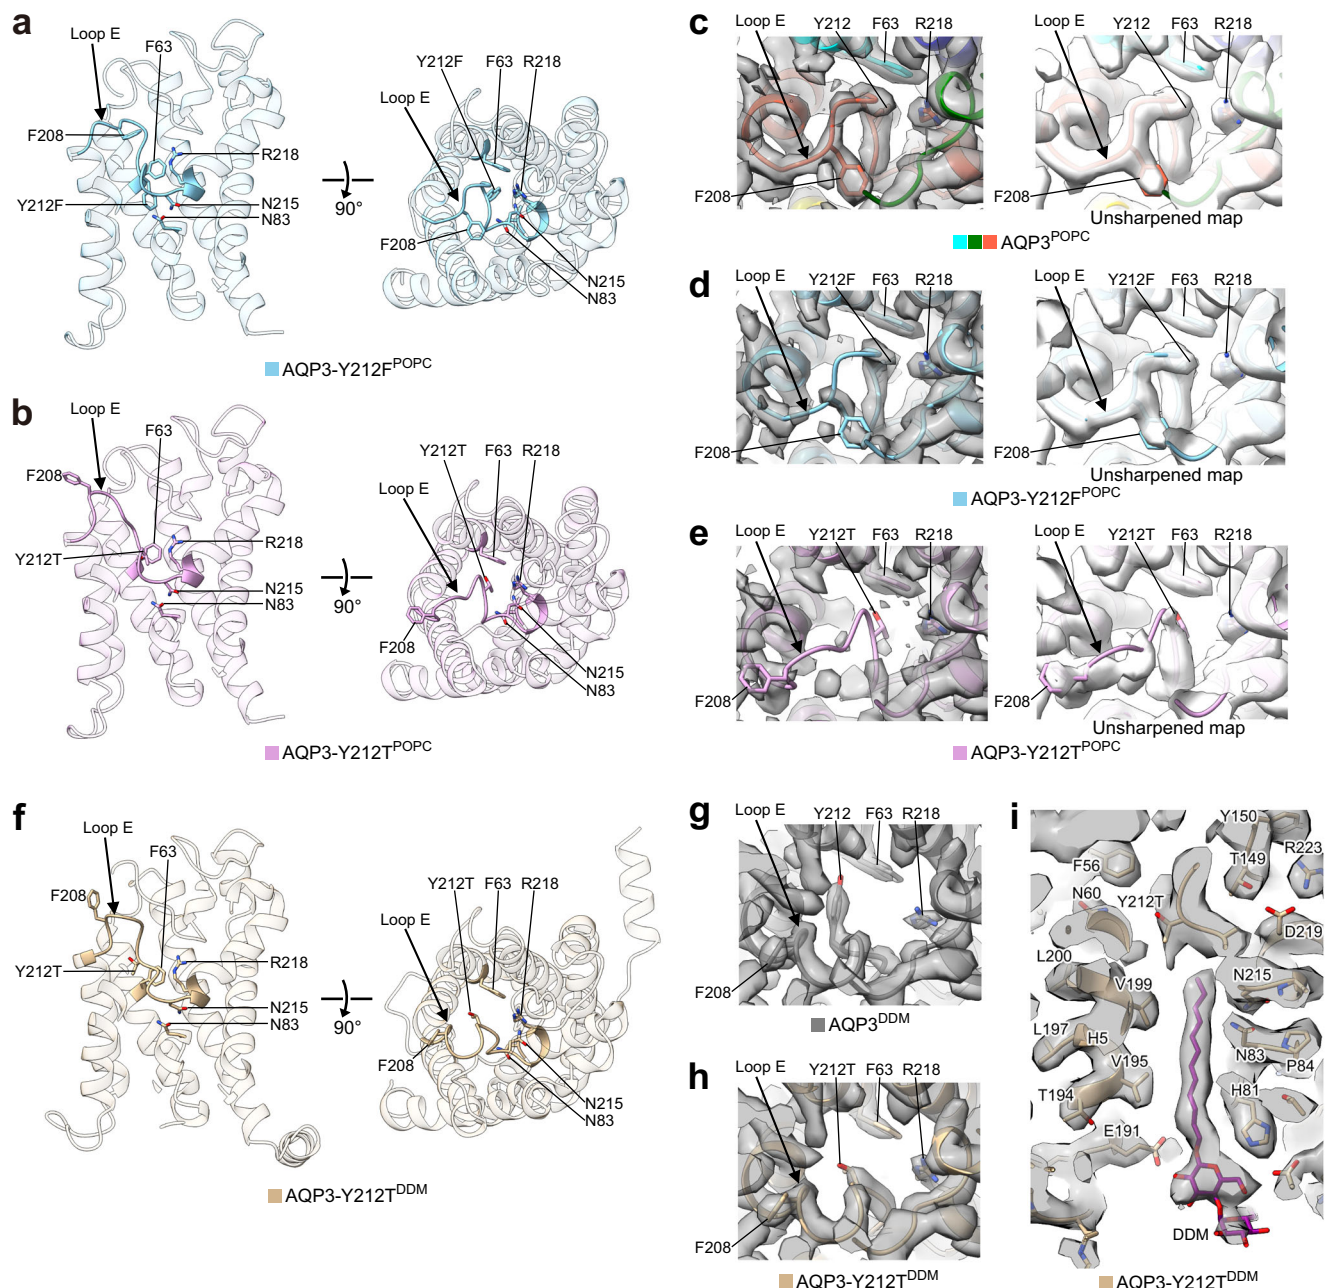 a
Loop E
F63
F208
R218
Y212F
N215
N83
90°
Y212F F63 R218
Loop E
F208
N215
N83
AQP3-Y212F^POPC
b
Loop E
F63
F208
Y212T
R218
N215
N83
90°
Y212T F63 R218
Loop E
F208
N215
N83
AQP3-Y212T^POPC
c
Loop E Y212 F63 R218
F208
Loop E Y212 F63 R218
F208
Unsharpened map
AQP3^POPC
d
Loop E Y212F F63 R218
F208
Loop E Y212F F63 R218
F208
Unsharpened map
AQP3-Y212F^POPC
e
Loop E Y212T F63 R218
F208
Loop E Y212T F63 R218
F208
Unsharpened map
AQP3-Y212T^POPC
f
Loop E
F63
F208
Y212T
R218
N215
N83
90°
Y212T F63 R218
Loop E
F208
N215
N83
AQP3-Y212T^DDM
g
Loop E Y212 F63 R218
F208
AQP3^DDM
h
Loop E Y212T F63 R218
F208
AQP3-Y212T^DDM
i
Y150
F56 T149 R223
N60 Y212T
D219
L200
V199 N215
L197 H5
N83
V195 P84
T194 H81
E191
DDM
AQP3-Y212T^DDM